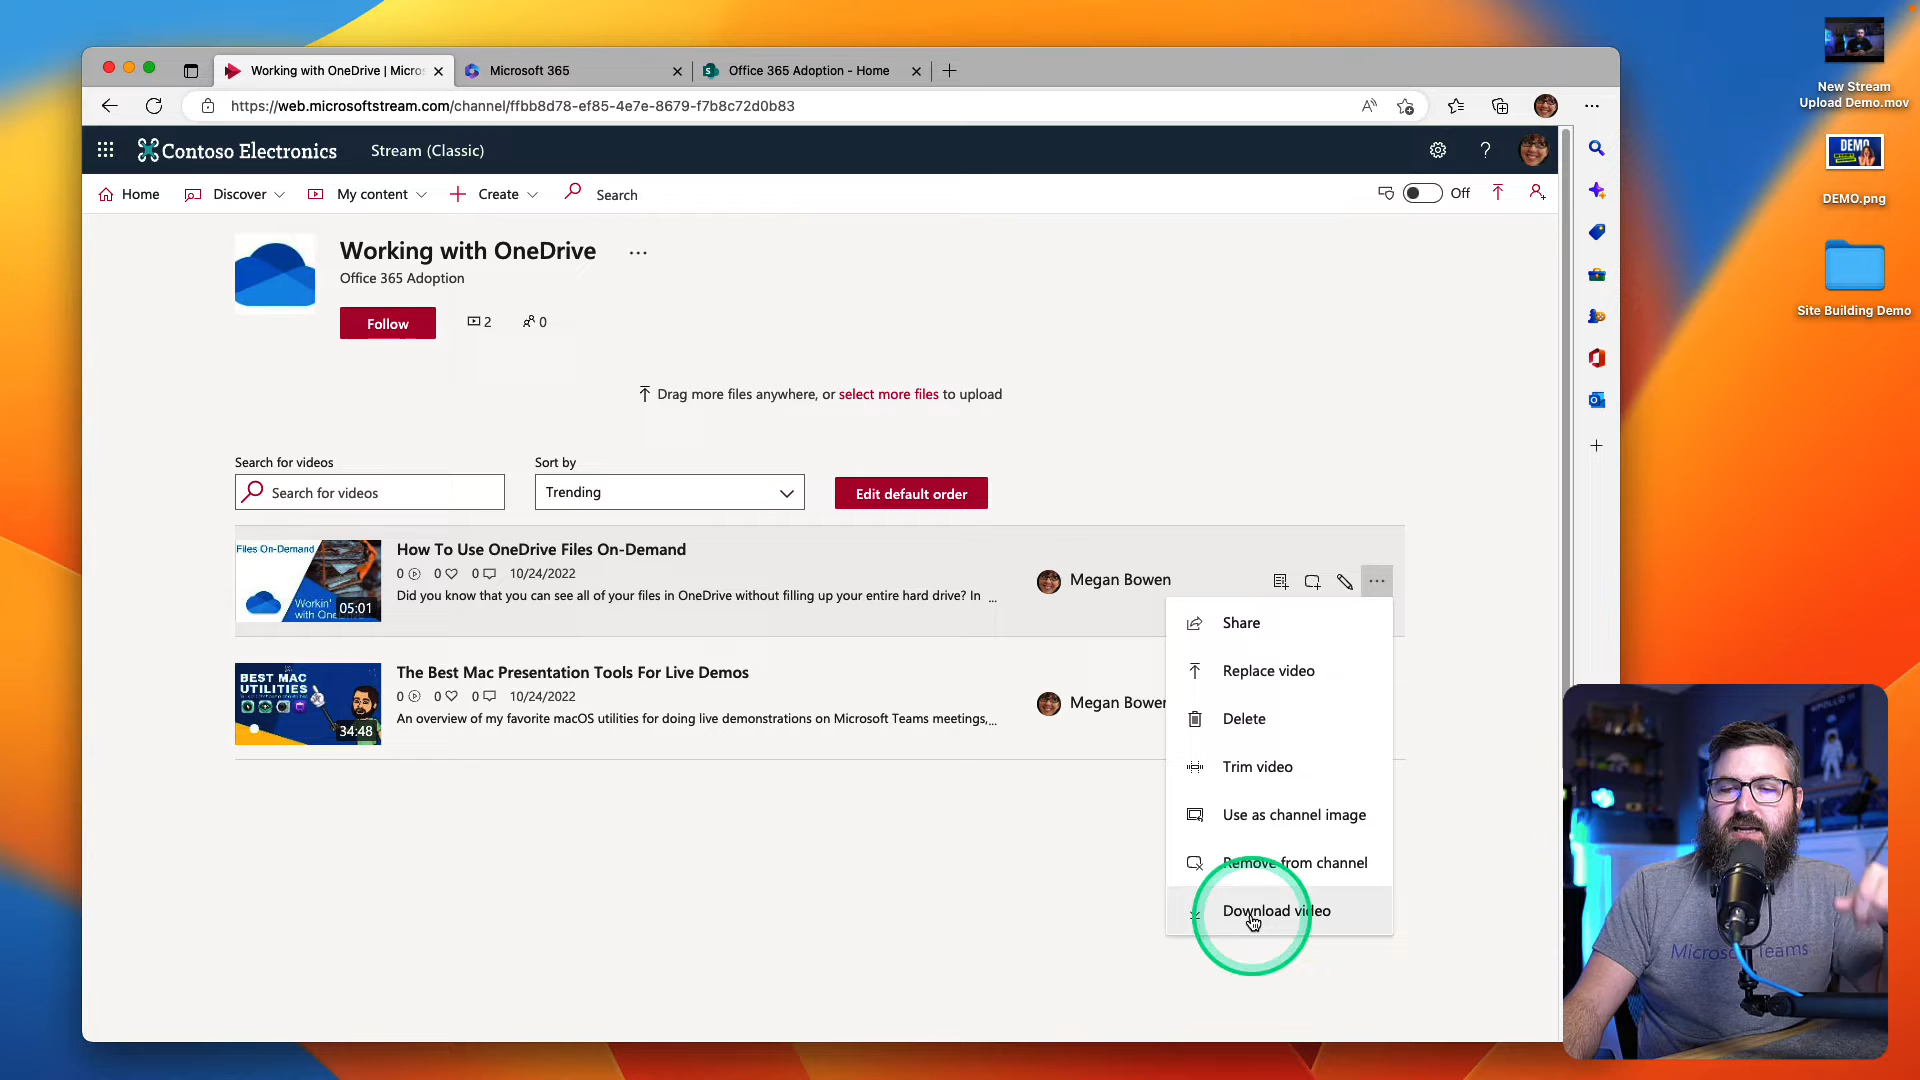 Working with OneDrive | Micros
Microsoft 365
Office 365 Adoption - Home
https://web.microsoftstream.com/channel/ffbb8d78-ef85-4e7e-8679-f7b8c72d0b83
Contoso Electronics
Stream (Classic)
Home
Discover
My content
Create
Search
Off
Working with OneDrive
Office 365 Adoption
Follow
2
0
Drag more files anywhere, or select more files to upload
Search for videos
Sort by
Search for videos
Trending
Edit default order
Files On-Demand
Workin'
with One
05:01
How To Use OneDrive Files On-Demand
0 0 0 10/24/2022
Did you know that you can see all of your files in OneDrive without filling up your entire hard drive? In ...
Megan Bowen
BEST MAC
UTILITIES
34:48
The Best Mac Presentation Tools For Live Demos
0 0 0 10/24/2022
An overview of my favorite macOS utilities for doing live demonstrations on Microsoft Teams meetings,...
Megan Bowen
Share
Replace video
Delete
Trim video
Use as channel image
Remove from channel
Download video
New Stream
Upload Demo.mov
DEMO
DEMO.png
Site Building Demo
Microsoft Teams